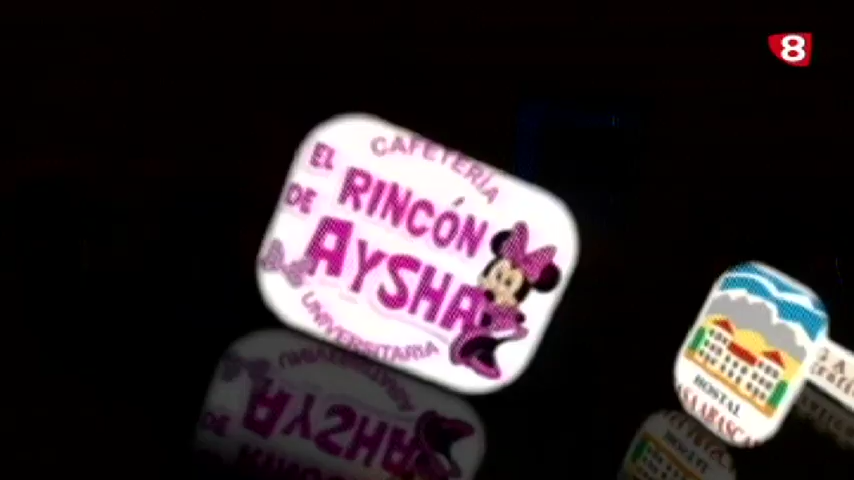 8
CAFETERÍA
EL RINCÓN
DE AYSHA
UNIVERSITARIA
HOSTAL